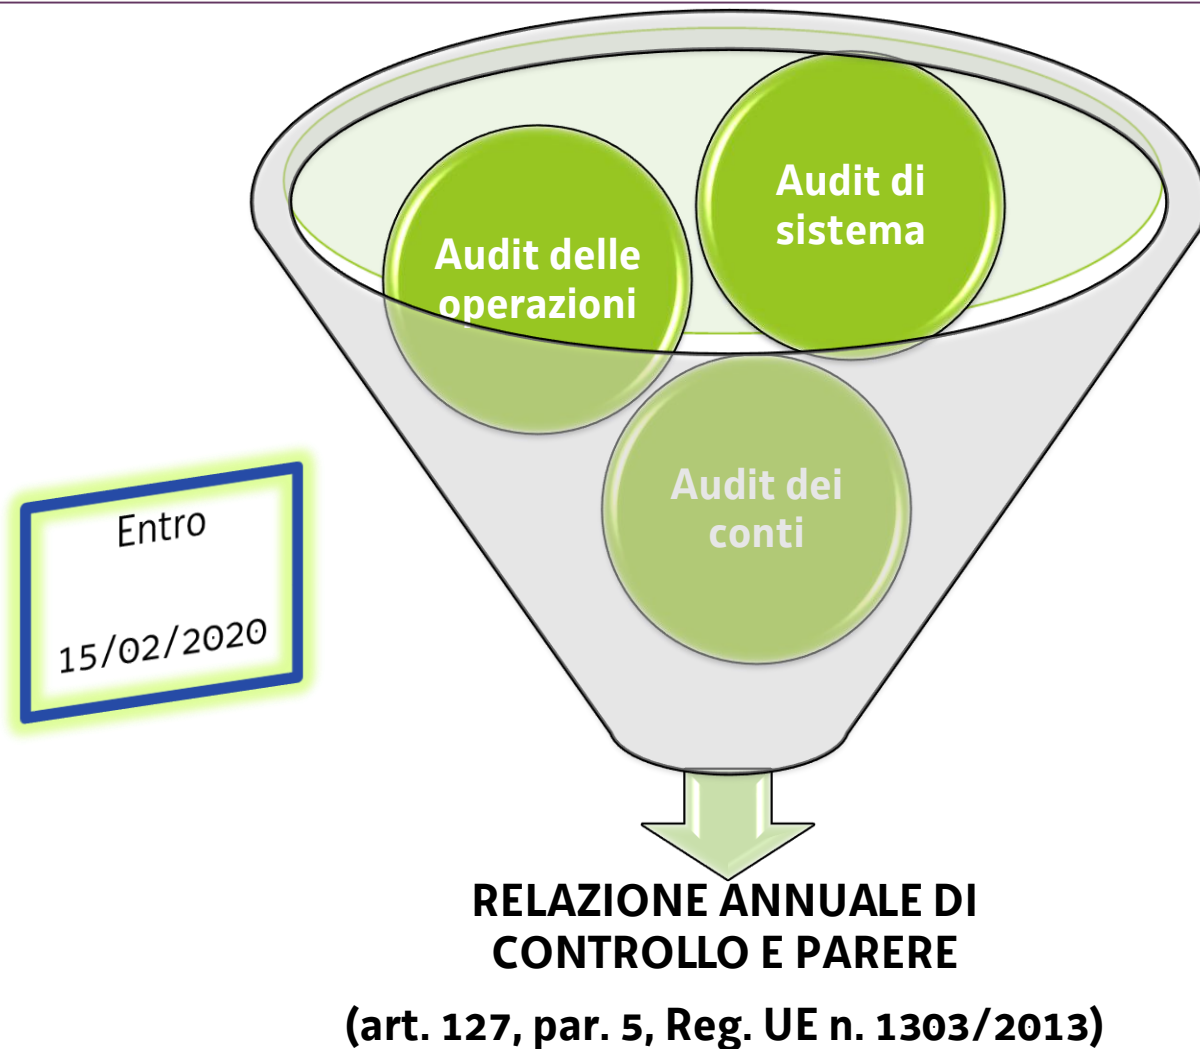 Audit di
sistema
Audit delle
operazioni
Audit dei
conti
Entro
15/02/2020
RELAZIONE ANNUALE DI
CONTROLLO E PARERE
(art. 127, par. 5, Reg. UE n. 1303/2013)